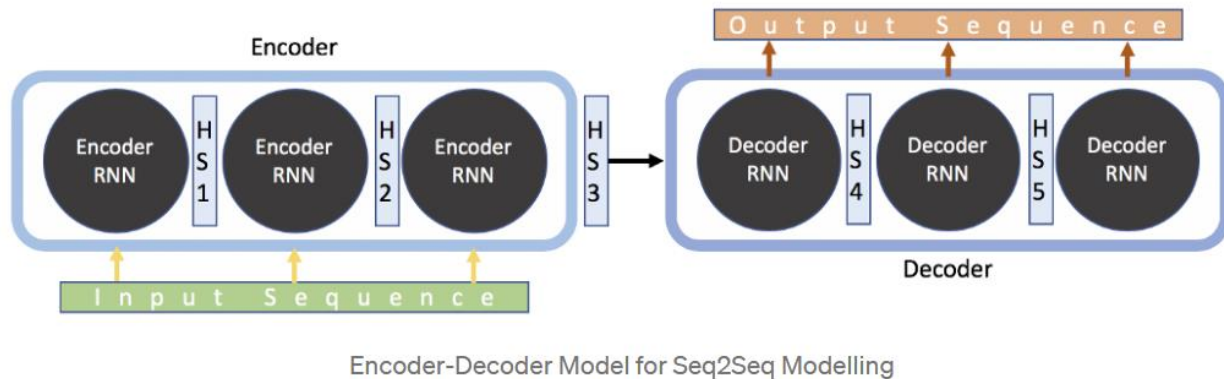 Encoder
Encoder RNN
HS1
Encoder RNN
HS2
Encoder RNN
HS3
Input Sequence
Output Sequence
Decoder RNN
HS4
Decoder RNN
HS5
Decoder RNN
Decoder
Encoder-Decoder Model for Seq2Seq Modelling